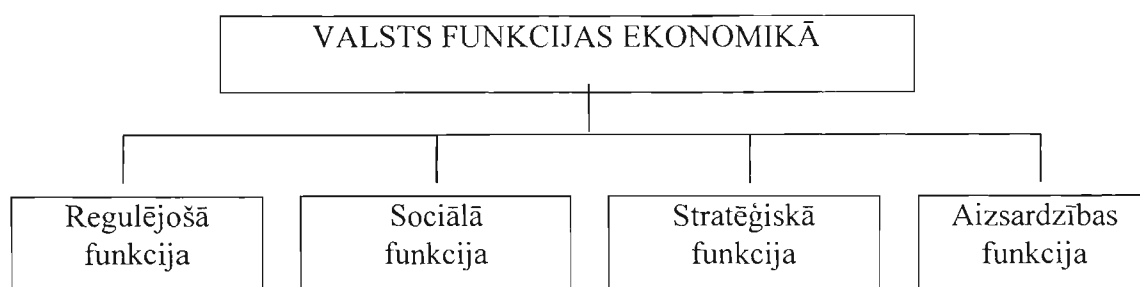 VALSTS FUNKCIJAS EKONOMIKĀ
Regulējošā
funkcija
Sociālā
funkcija
Stratēģiskā
funkcija
Aizsardzības
funkcija